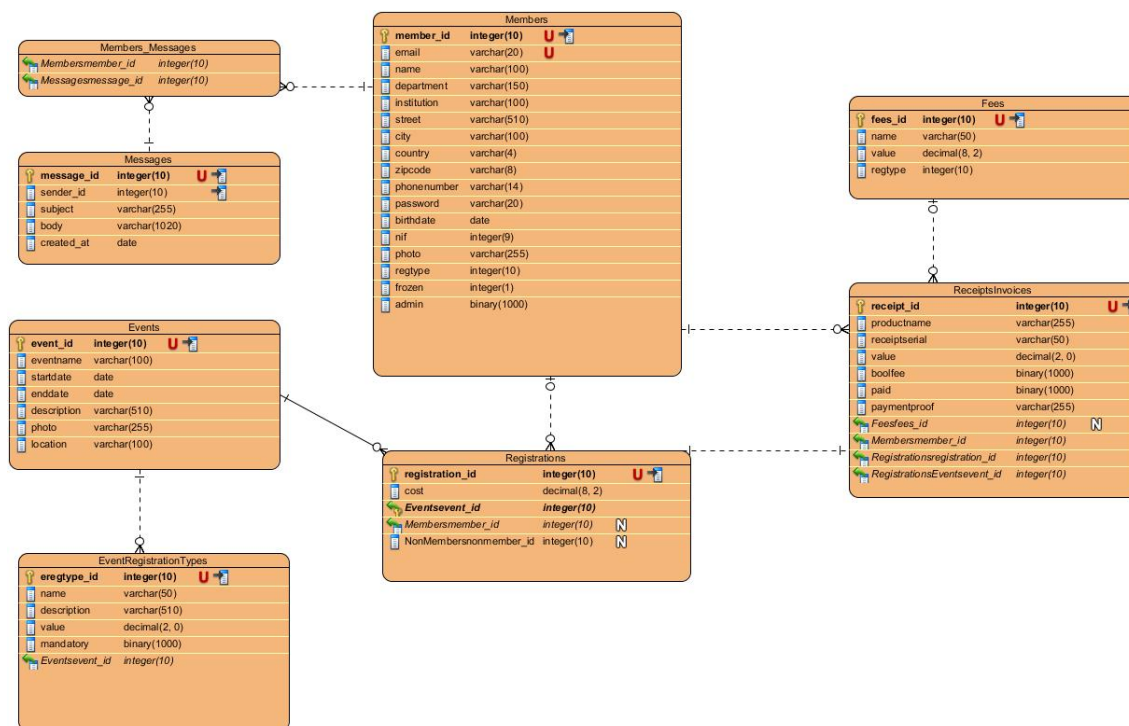 Members_Messages
Membersmember_id integer(10)
Messagesmessage_id integer(10)
Messages
message_id integer(10) U
sender_id integer(10)
subject varchar(255)
body varchar(1020)
created_at date
Members
member_id integer(10) U
email varchar(20) U
name varchar(100)
department varchar(150)
institution varchar(100)
street varchar(510)
city varchar(100)
country varchar(4)
zipcode varchar(8)
phonenumber varchar(14)
password varchar(20)
birthdate date
nif integer(9)
photo varchar(255)
regtype integer(10)
frozen integer(1)
admin binary(1000)
Fees
fees_id integer(10) U
name varchar(50)
value decimal(8, 2)
regtype integer(10)
ReceiptsInvoices
receipt_id integer(10) U
productname varchar(255)
receiptserial varchar(50)
value decimal(2, 0)
boolfee binary(1000)
paid binary(1000)
paymentproof varchar(255)
Feesfees_id integer(10) N
Membersmember_id integer(10)
Registrationsregistration_id integer(10)
RegistrationsEventsevent_id integer(10)
Events
event_id integer(10) U
eventname varchar(100)
startdate date
enddate date
description varchar(510)
photo varchar(255)
location varchar(100)
Registrations
registration_id integer(10) U
cost decimal(8, 2)
Eventsevent_id integer(10)
Membersmember_id integer(10) N
NonMembersnonmember_id integer(10) N
EventRegistrationTypes
eregtype_id integer(10) U
name varchar(50)
description varchar(510)
value decimal(2, 0)
mandatory binary(1000)
Eventsevent_id integer(10)